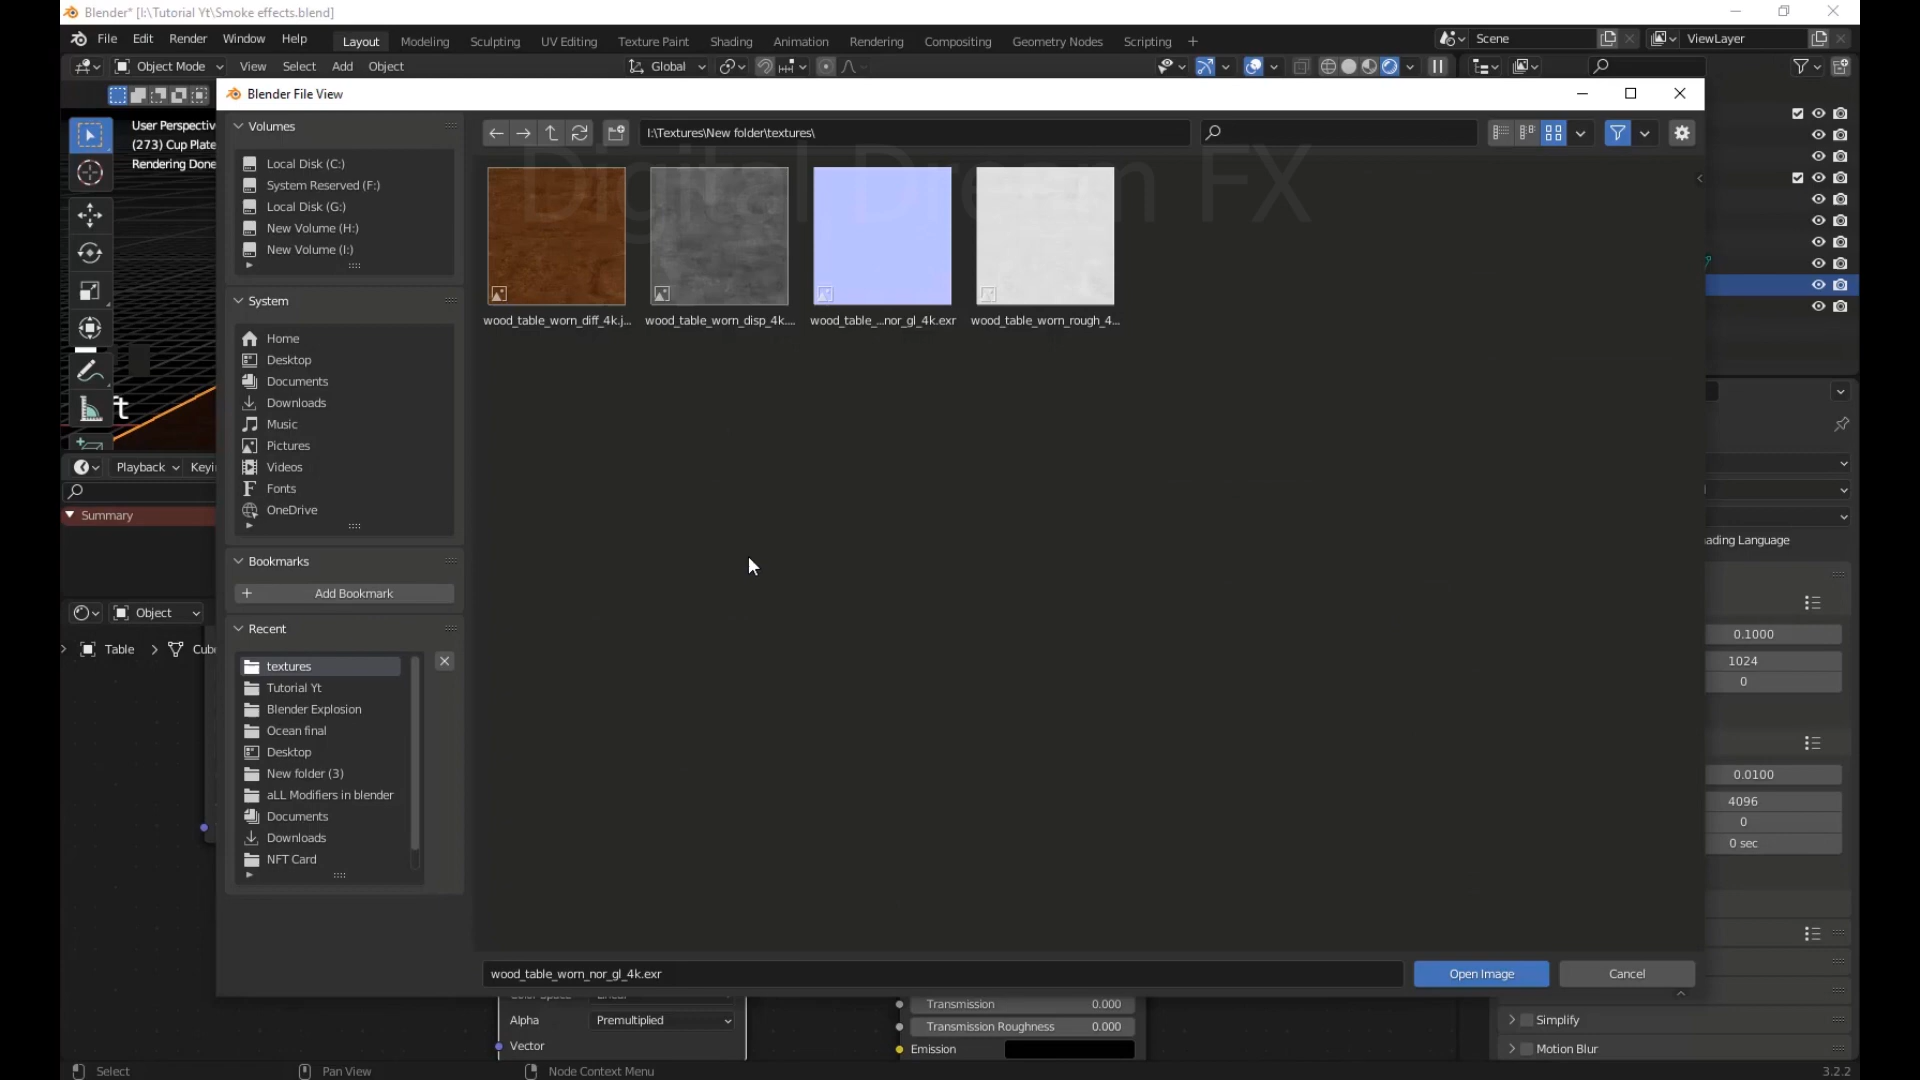 Blender* [I:\Tutorial Yt\Smoke effects.blend]
File Edit Render Window Help Layout Modeling Sculpting UV Editing Texture Paint Shading Animation Rendering Compositing Geometry Nodes Scripting + Scene ViewLayer
Object Mode View Select Add Object Global
Blender File View
User Perspectiv
(273) Cup Plate
Rendering Done
Volumes
Local Disk (C:)
System Reserved (F:)
Local Disk (G:)
New Volume (H:)
New Volume (I:)
System
Home
Desktop
Documents
Downloads
Music
Pictures
Videos
Fonts
OneDrive
Bookmarks
Add Bookmark
Recent
textures
Tutorial Yt
Blender Explosion
Ocean final
Desktop
New folder (3)
aLL Modifiers in blender
Documents
Downloads
NFT Card
I:\Textures\New folder\textures\
Digital Dream FX
wood_table_worn_diff_4k.j... wood_table_worn_disp_4k.... wood_table_...nor_gl_4k.exr wood_table_worn_rough_4...
wood_table_worn_nor_gl_4k.exr Open Image Cancel
ft
Playback Keyi
Summary
Object
Table > Cub
ading Language
0.1000
1024
0
0.0100
4096
0
0 sec
Alpha Premultiplied
Vector
Transmission 0.000
Transmission Roughness 0.000
Emission
Simplify
Motion Blur
Select Pan View Node Context Menu 3.2.2